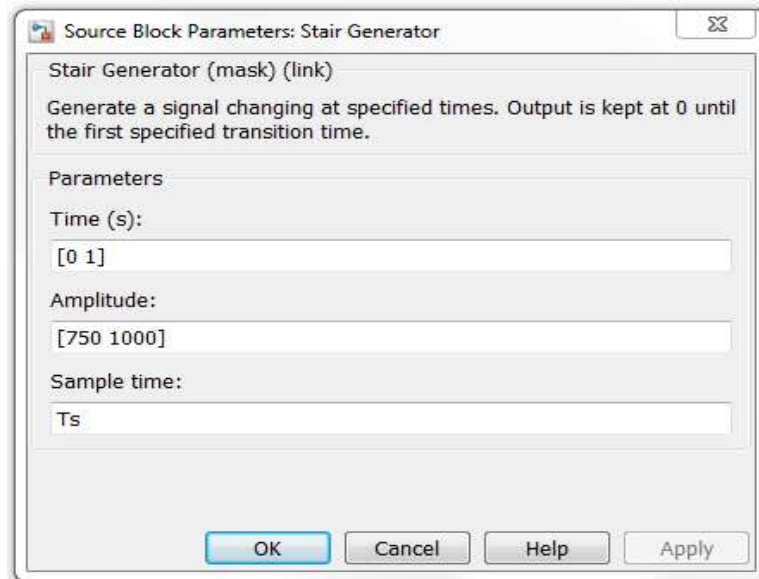 Source Block Parameters: Stair Generator
Stair Generator (mask) (link)
Generate a signal changing at specified times. Output is kept at 0 until
the first specified transition time.
Parameters
Time (s):
[0 1]
Amplitude:
[750 1000]
Sample time:
Ts
OK Cancel Help Apply